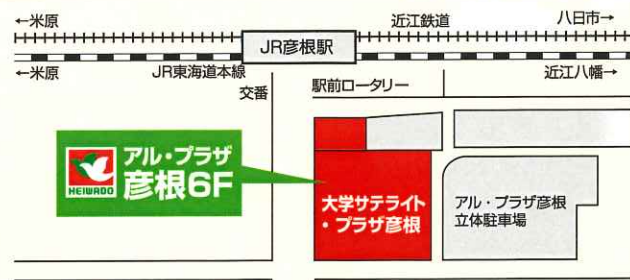 ←米原
近江鉄道
八日市→
JR彦根駅
←米原
JR東海道本線
近江八幡→
交番
駅前ロータリー
HEIWADO
アル・プラザ
彦根6F
大学サテライト
・プラザ彦根
アル・プラザ彦根
立体駐車場